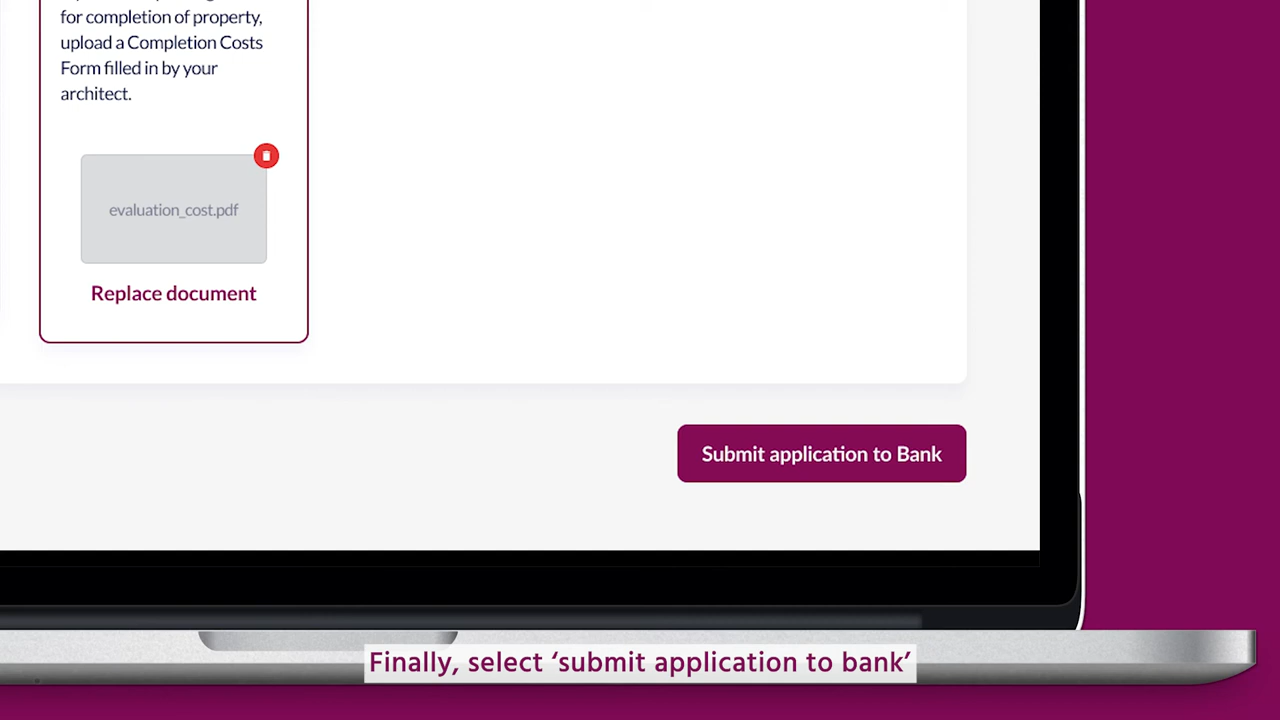 for completion of property,
upload a Completion Costs
Form filled in by your
architect.
evaluation_cost.pdf
Replace document
Submit application to Bank
Finally, select ‘submit application to bank’